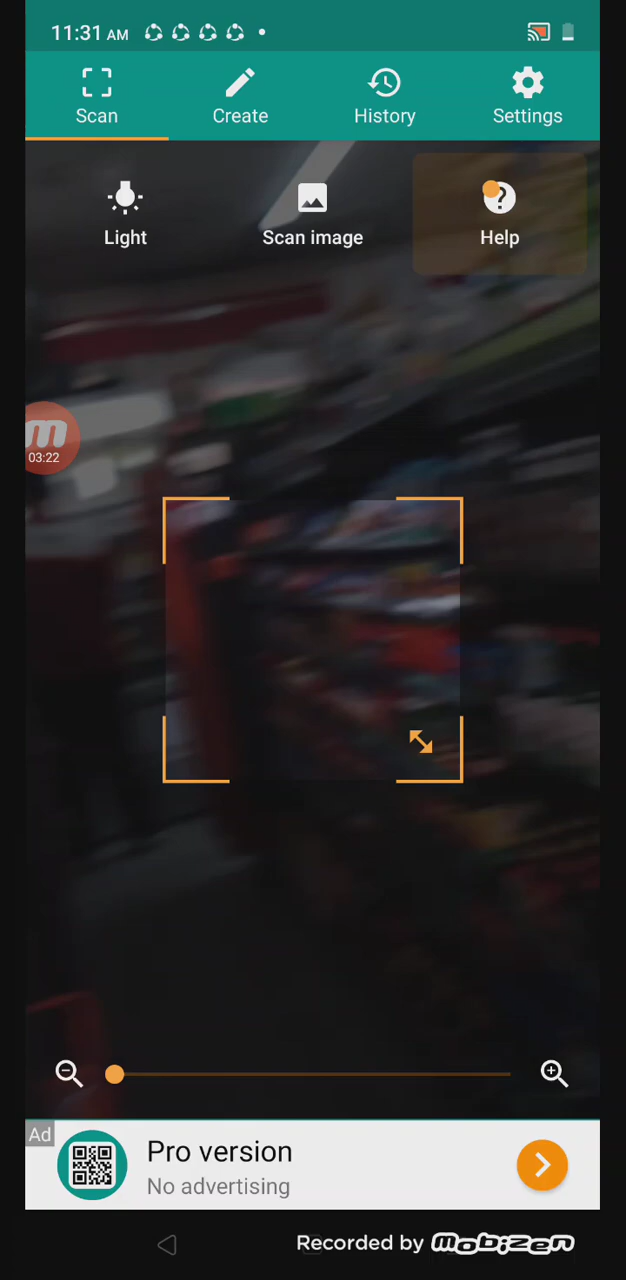 11:31 AM
Scan
Create
History
Settings
Light
Scan image
Help
m
03:22
Ad
Pro version
No advertising
Recorded by mobizen